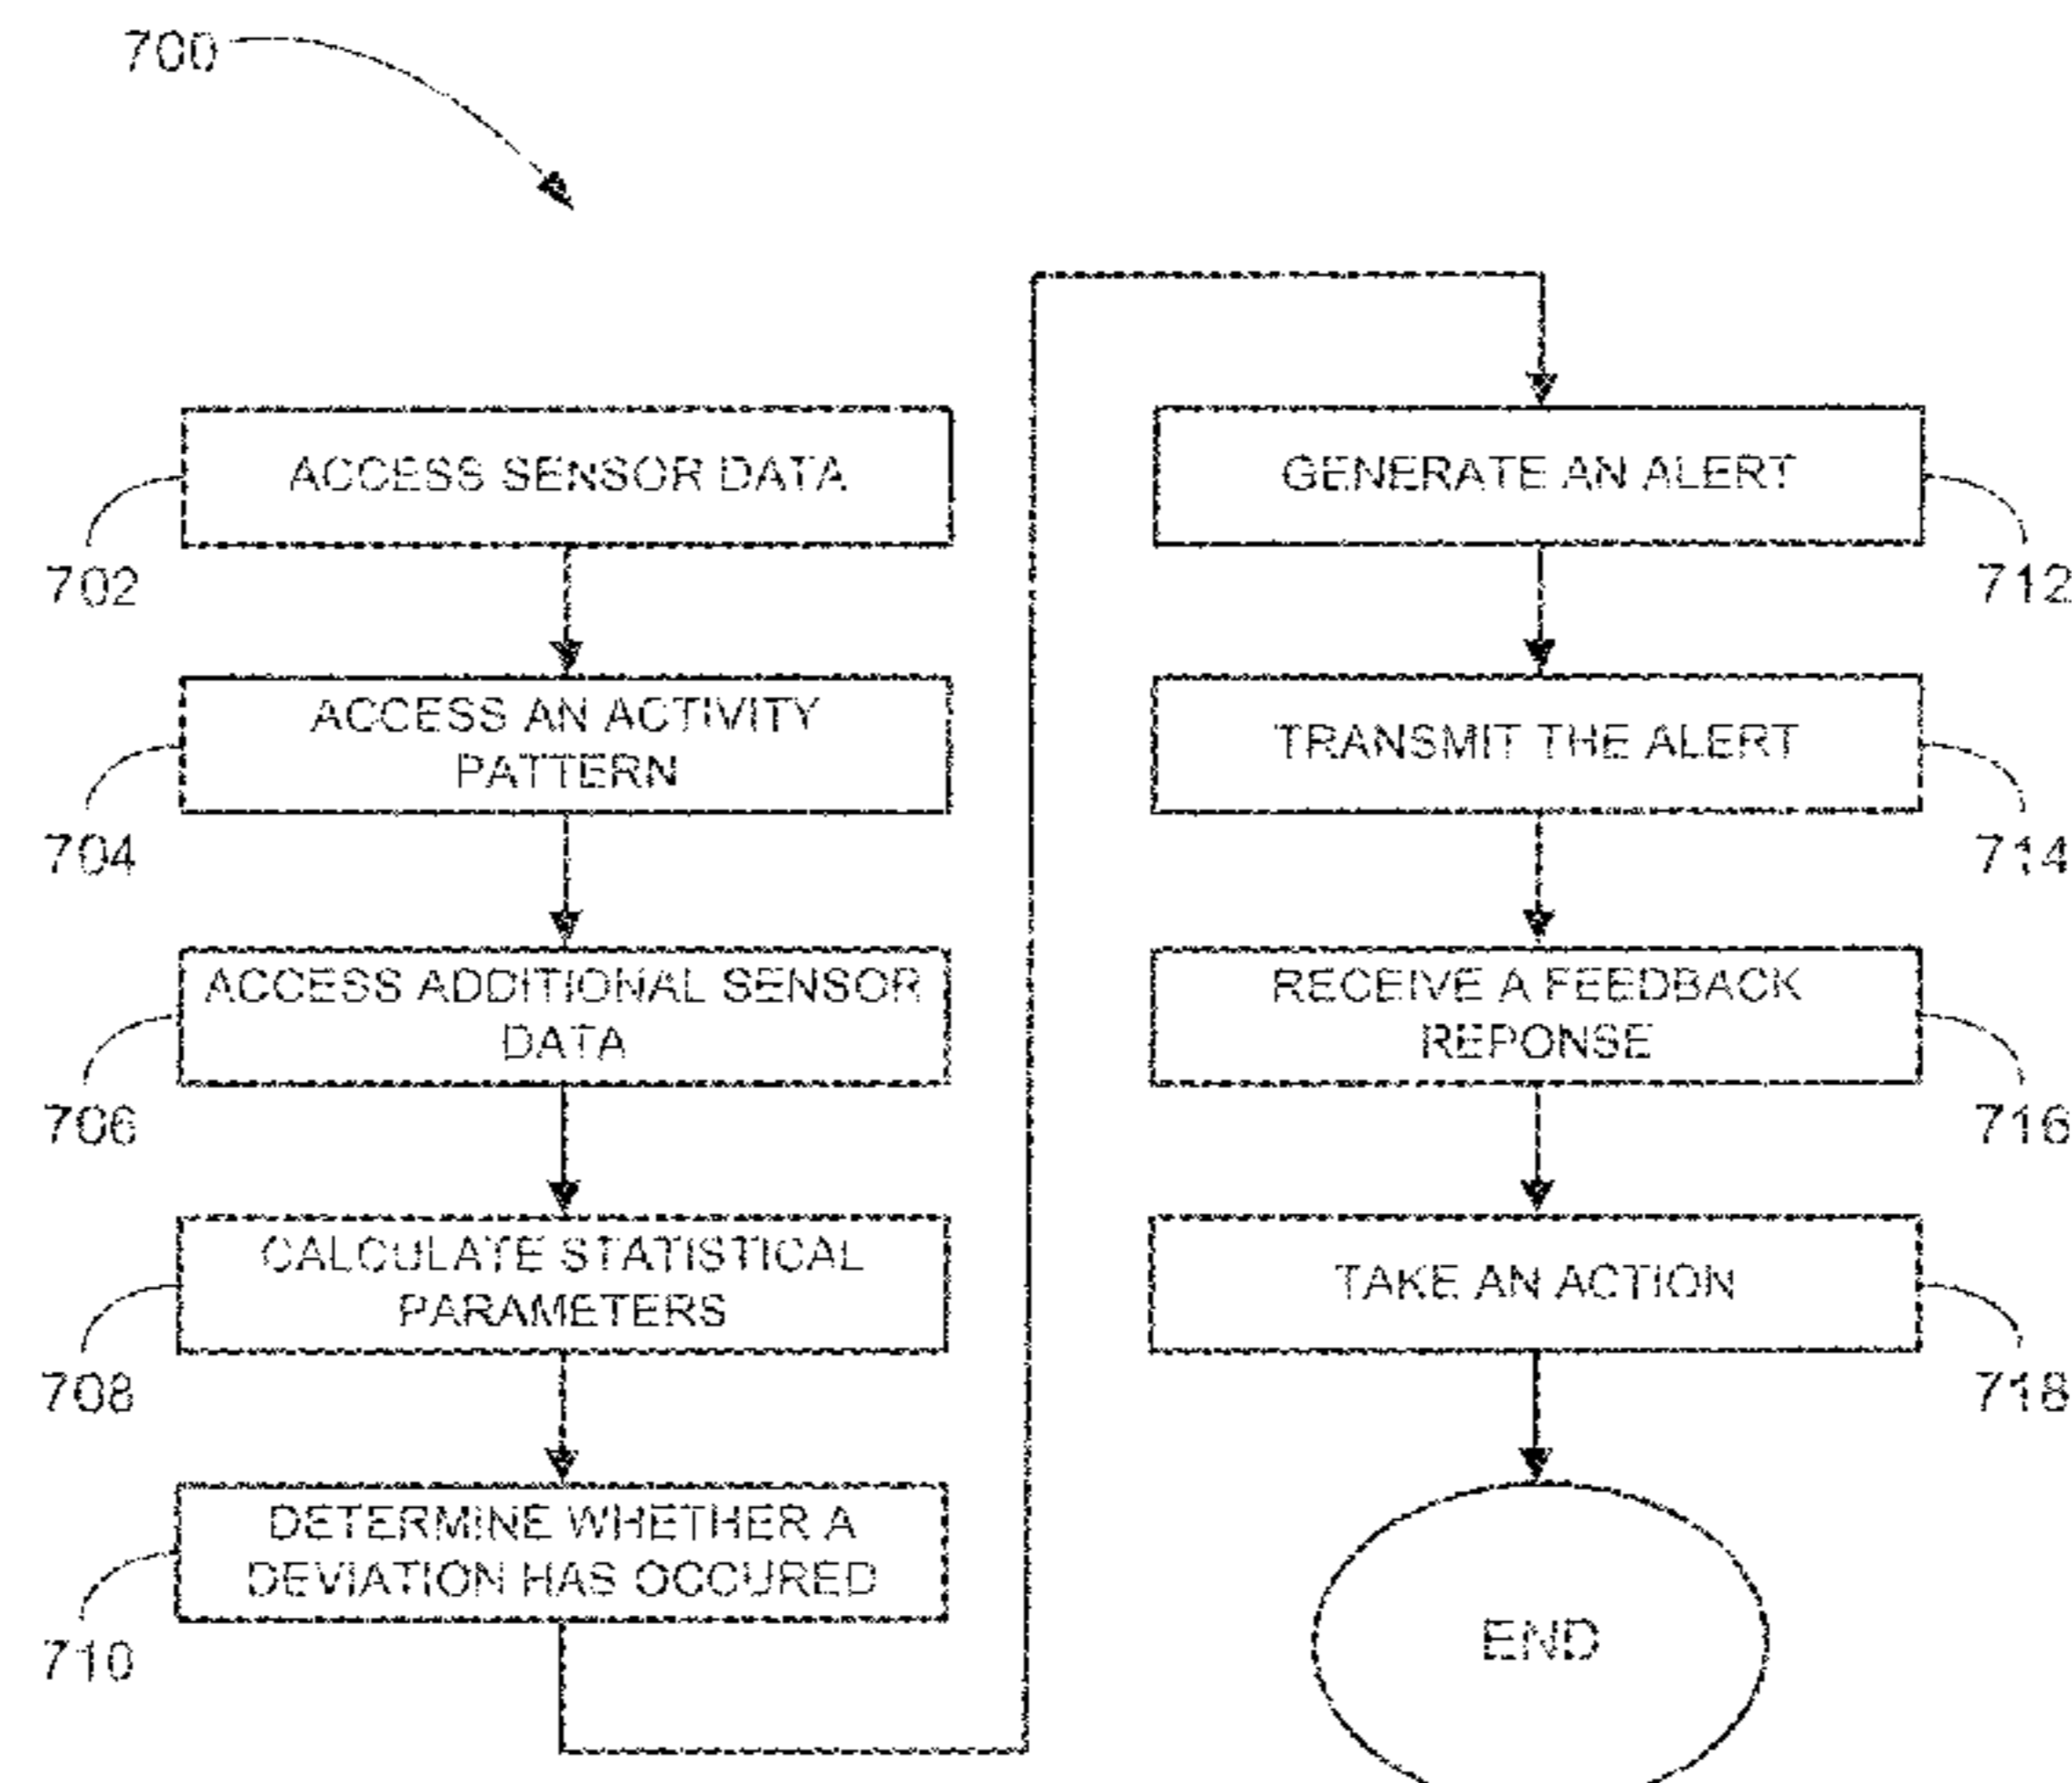 700
ACCESS SENSOR DATA
702
ACCESS AN ACTIVITY
PATTERN
704
ACCESS ADDITIONAL SENSOR
DATA
706
CALCULATE STATISTICAL
PARAMETERS
708
DETERMINE WHETHER A
DEVIATION HAS OCCURED
710
GENERATE AN ALERT
712
TRANSMIT THE ALERT
714
RECEIVE A FEEDBACK
REPONSE
716
TAKE AN ACTION
718
END